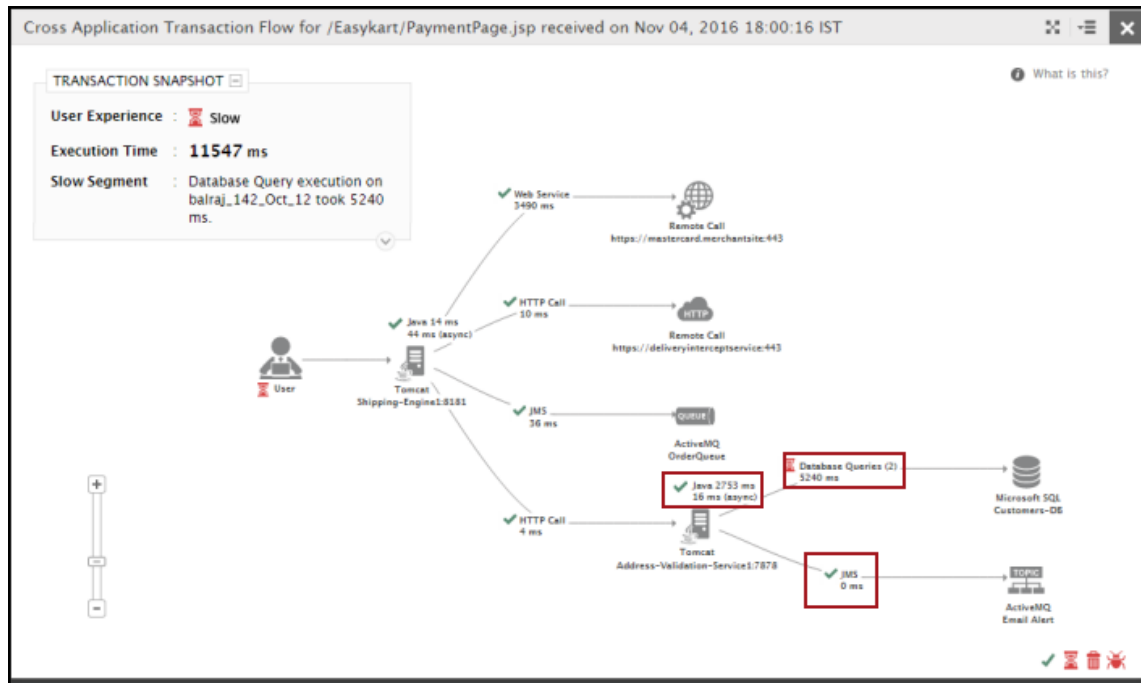 Cross Application Transaction Flow for /Easykart/PaymentPage.jsp received on Nov 04, 2016 18:00:16 IST
What is this?
TRANSACTION SNAPSHOT
User Experience : Slow
Execution Time : 11547 ms
Slow Segment : Database Query execution on
balraj_142_Oct_12 took 5240
ms.
Web Service
3490 ms
Remote Call
https://mastercard.merchantsite:443
HTTP Call
10 ms
HTTP
Remote Call
https://deliveryinterceptservice:443
Java 14 ms
44 ms (async)
User
Tomcat
Shipping-Engine1:8181
JMS
36 ms
QUEUE
ActiveMQ
OrderQueue
Java 2753 ms
16 ms (async)
Database Queries (2)
5240 ms
Microsoft SQL
Customers-DB
HTTP Call
4 ms
Tomcat
Address-Validation-Service1:7878
JMS
0 ms
TOPIC
ActiveMQ
Email Alert